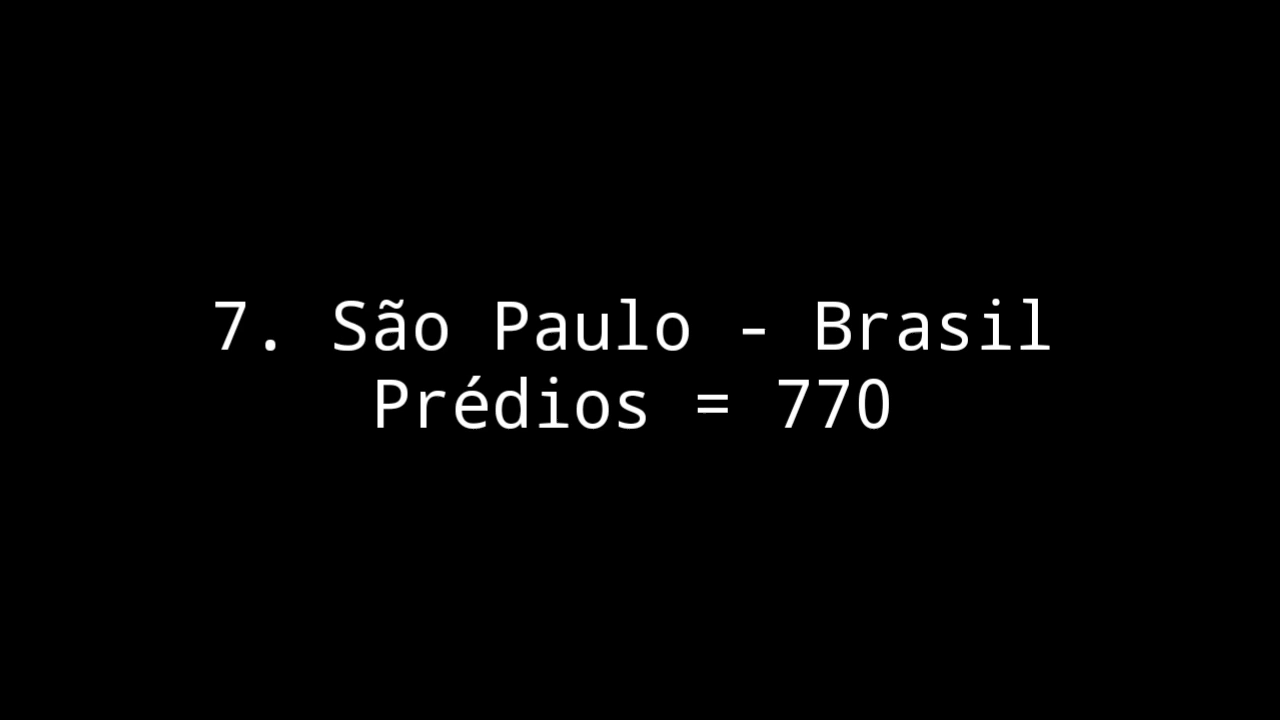 7. São Paulo - Brasil
Prédios = 770